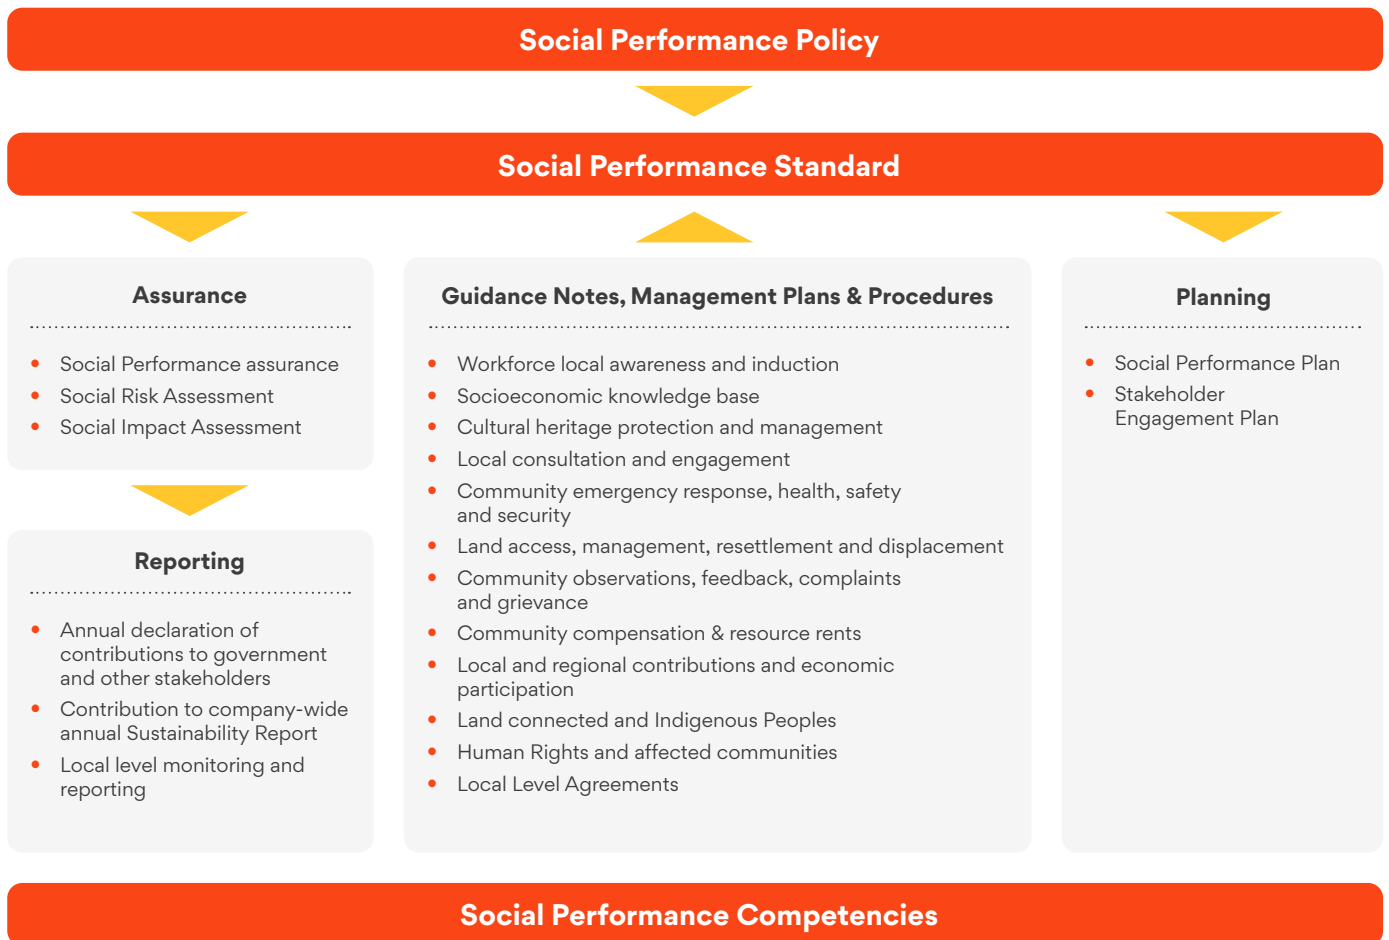 Social Performance Policy
Social Performance Standard
Assurance
• Social Performance assurance
• Social Risk Assessment
• Social Impact Assessment
Reporting
• Annual declaration of
contributions to government
and other stakeholders
• Contribution to company-wide
annual Sustainability Report
• Local level monitoring and
reporting
Guidance Notes, Management Plans & Procedures
• Workforce local awareness and induction
• Socioeconomic knowledge base
• Cultural heritage protection and management
• Local consultation and engagement
• Community emergency response, health, safety
and security
• Land access, management, resettlement and displacement
• Community observations, feedback, complaints
and grievance
• Community compensation & resource rents
• Local and regional contributions and economic
participation
• Land connected and Indigenous Peoples
• Human Rights and affected communities
• Local Level Agreements
Planning
• Social Performance Plan
• Stakeholder
Engagement Plan
Social Performance Competencies